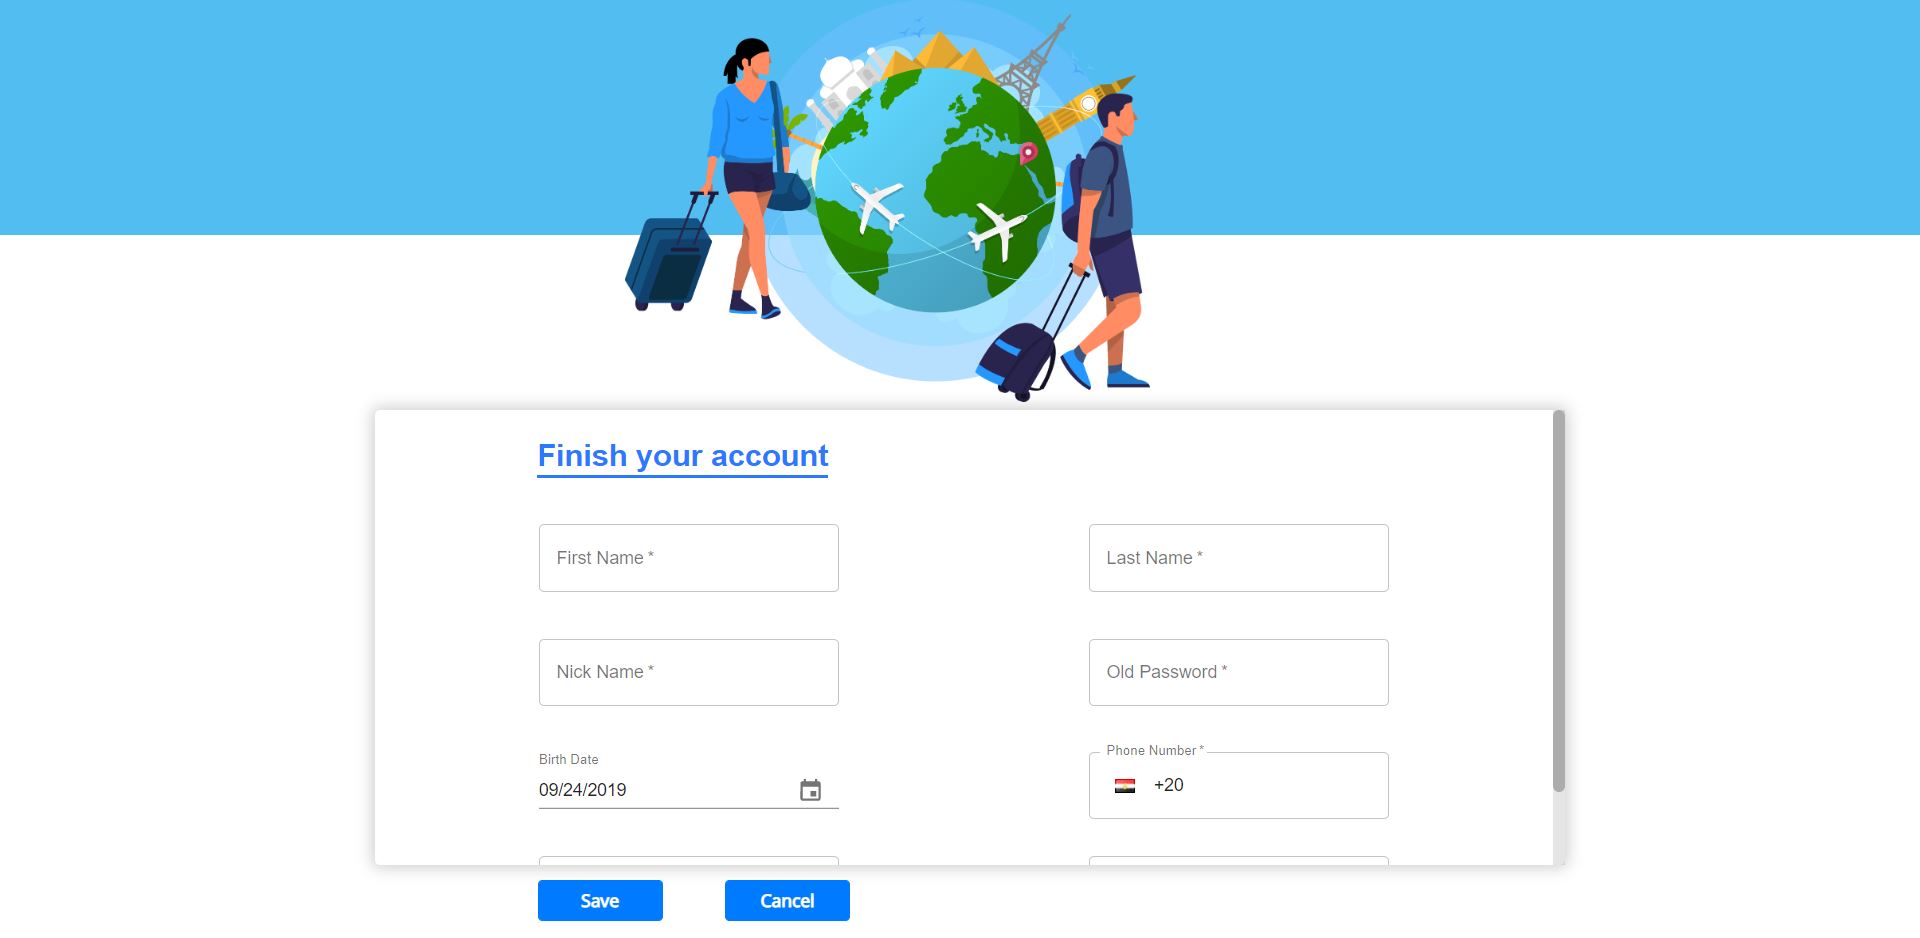 Finish your account
First Name *
Last Name *
Nick Name *
Old Password *
Birth Date
09/24/2019
Phone Number *
+20
Save
Cancel